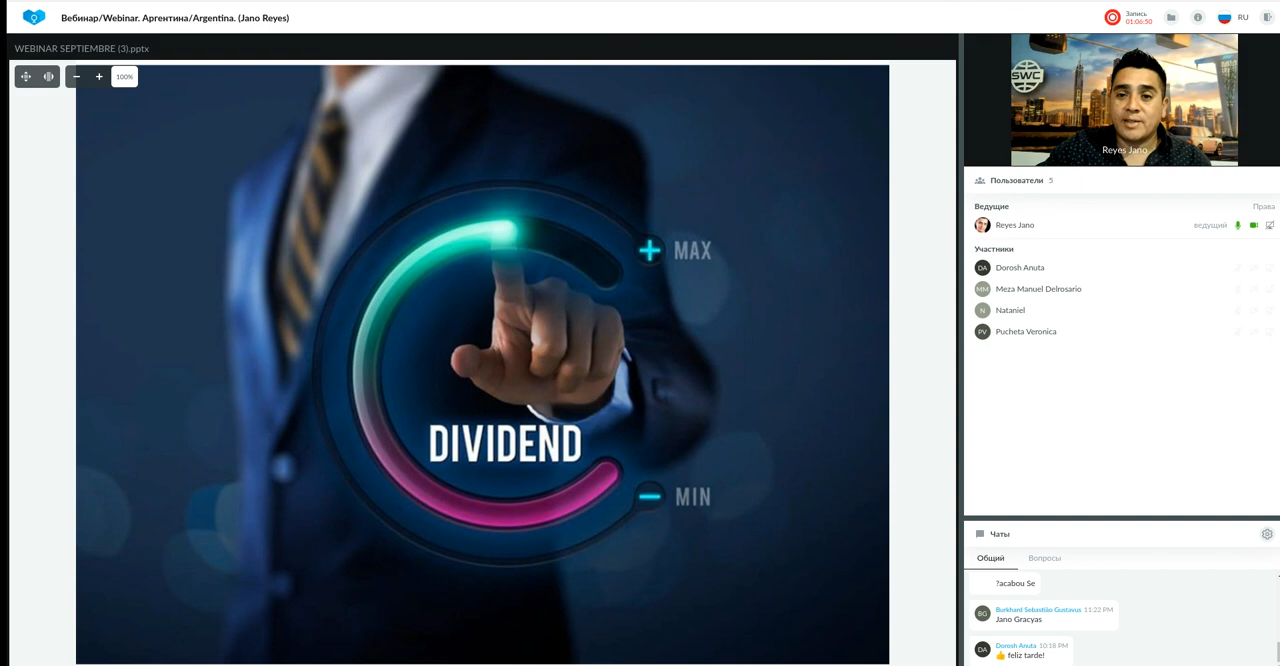 Вебинар/Webinar. Аргентина/Argentina. (Jano Reyes)
Запись
01:06:50
RU
WEBINAR SEPTIEMBRE (3).pptx
100%
MAX
DIVIDEND
MIN
SWC
Reyes Jano
Пользователи 5
Ведущие Права
Reyes Jano ведущий
Участники
DA Dorosh Anuta
MM Meza Manuel Delrosario
N Nataniel
PV Pucheta Veronica
Чаты
Общий Вопросы
?acabou Se
BG Burkhard Sebastião Gustavus 11:22 PM
Jano Gracyas
DA Dorosh Anuta 10:18 PM
👍 feliz tarde!